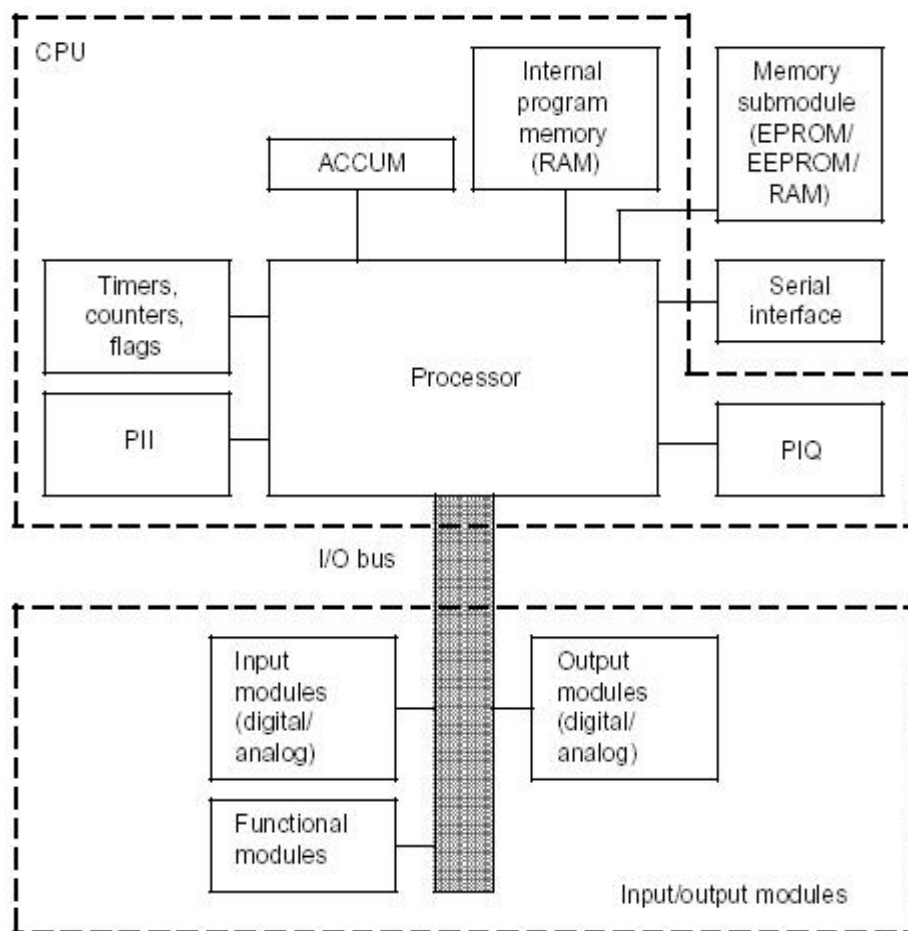 CPU
Internal
program
memory
(RAM)
Memory
submodule
(EPROM/
EEPROM/
RAM)
ACCUM
Timers,
counters,
flags
Serial
interface
Processor
PII
PIQ
I/O bus
Input
modules
(digital/
analog)
Output
modules
(digital/
analog)
Functional
modules
Input/output modules